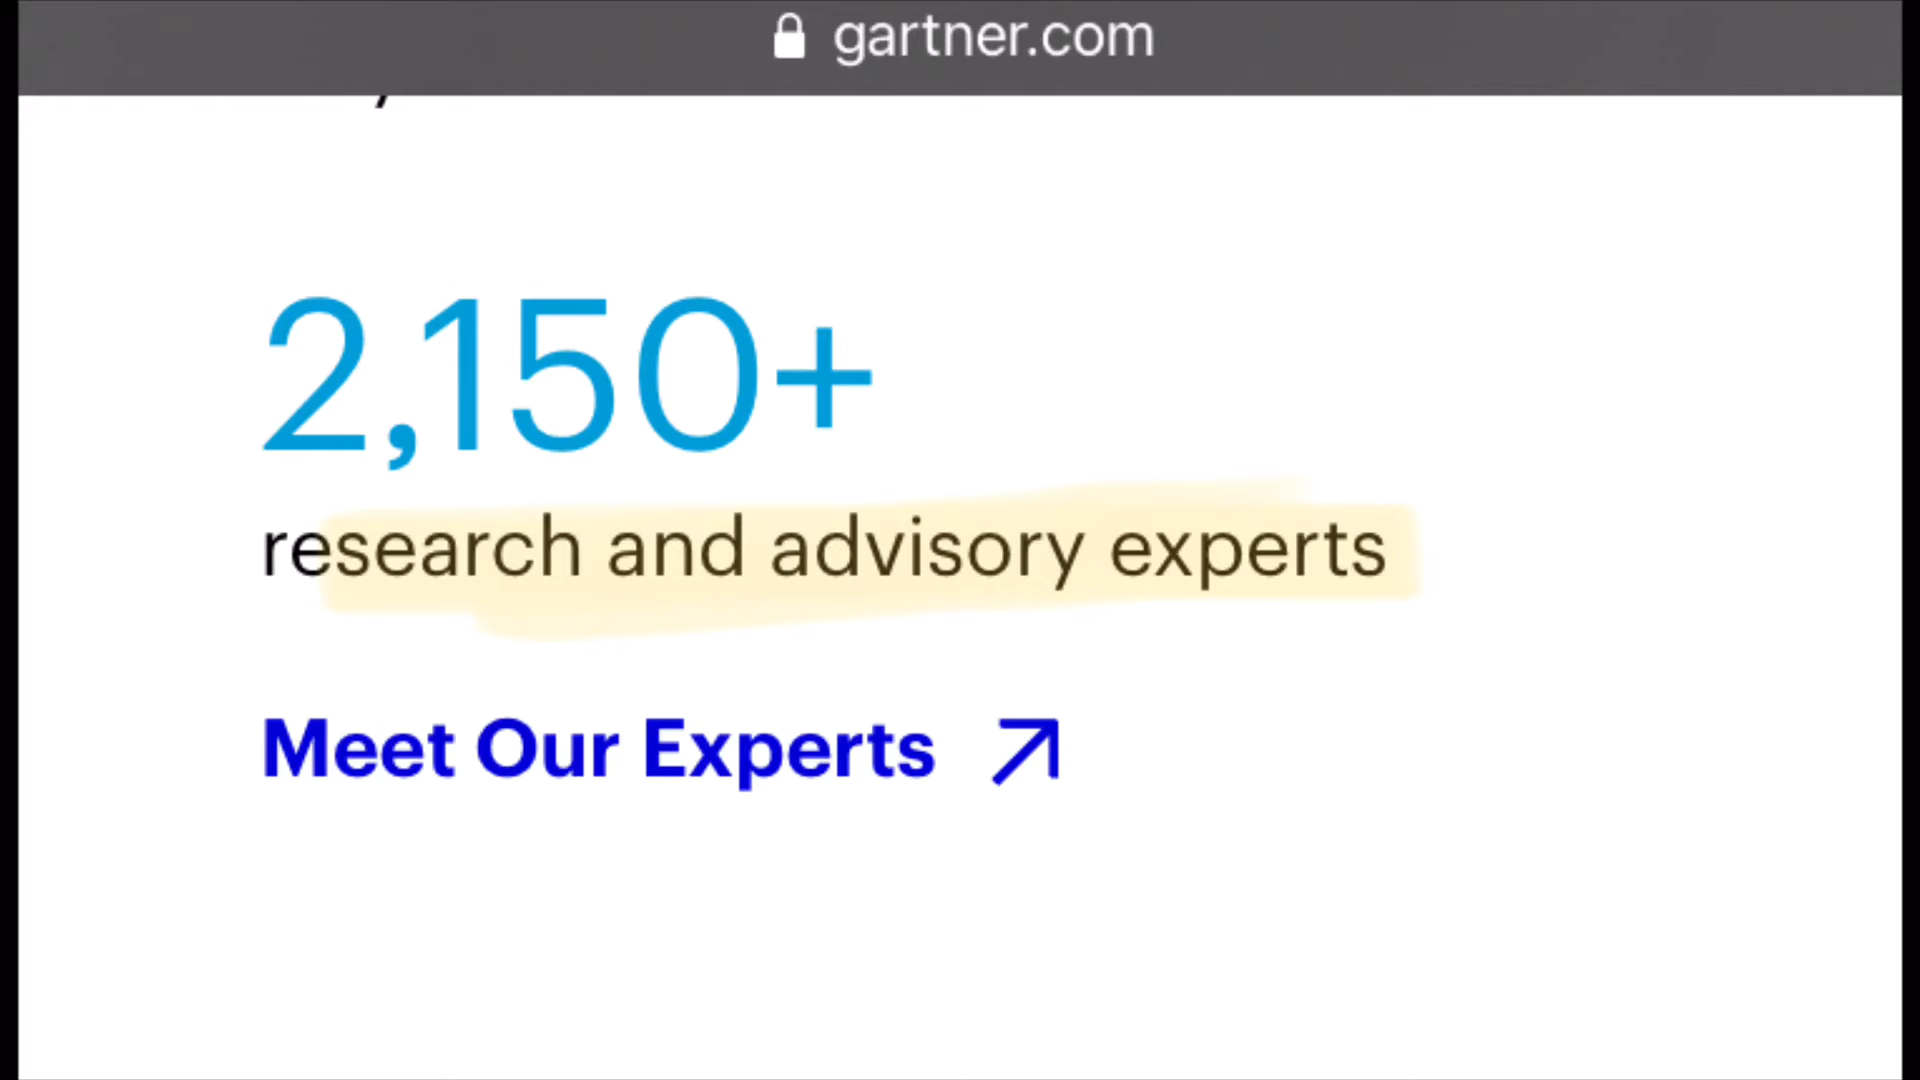 gartner.com
2,150+
research and advisory experts
Meet Our Experts